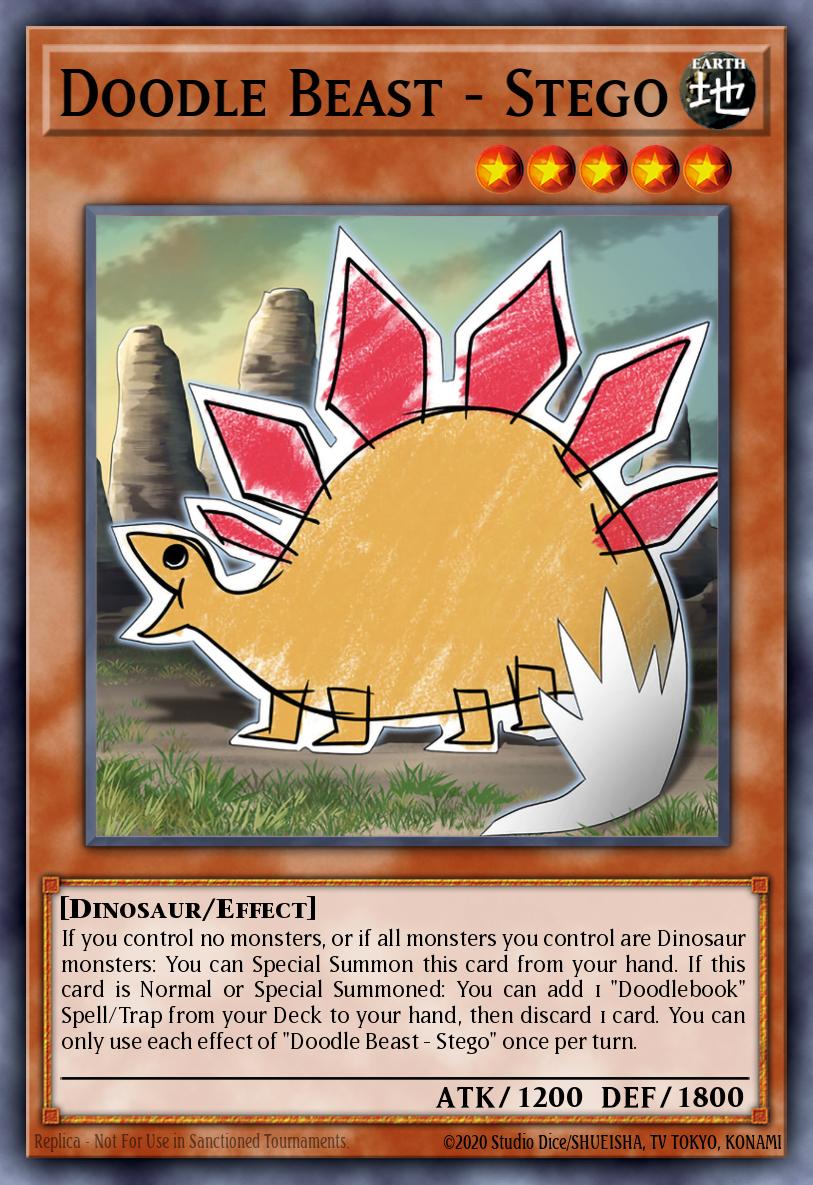 Doodle Beast - Stego
EARTH
地
[Dinosaur/Effect]
If you control no monsters, or if all monsters you control are Dinosaur
monsters: You can Special Summon this card from your hand. If this
card is Normal or Special Summoned: You can add 1 "Doodlebook"
Spell/Trap from your Deck to your hand, then discard 1 card. You can
only use each effect of "Doodle Beast - Stego" once per turn.
ATK/1200 DEF/1800
Replica - Not For Use in Sanctioned Tournaments.
©2020 Studio Dice/SHUEISHA, TV TOKYO, KONAMI